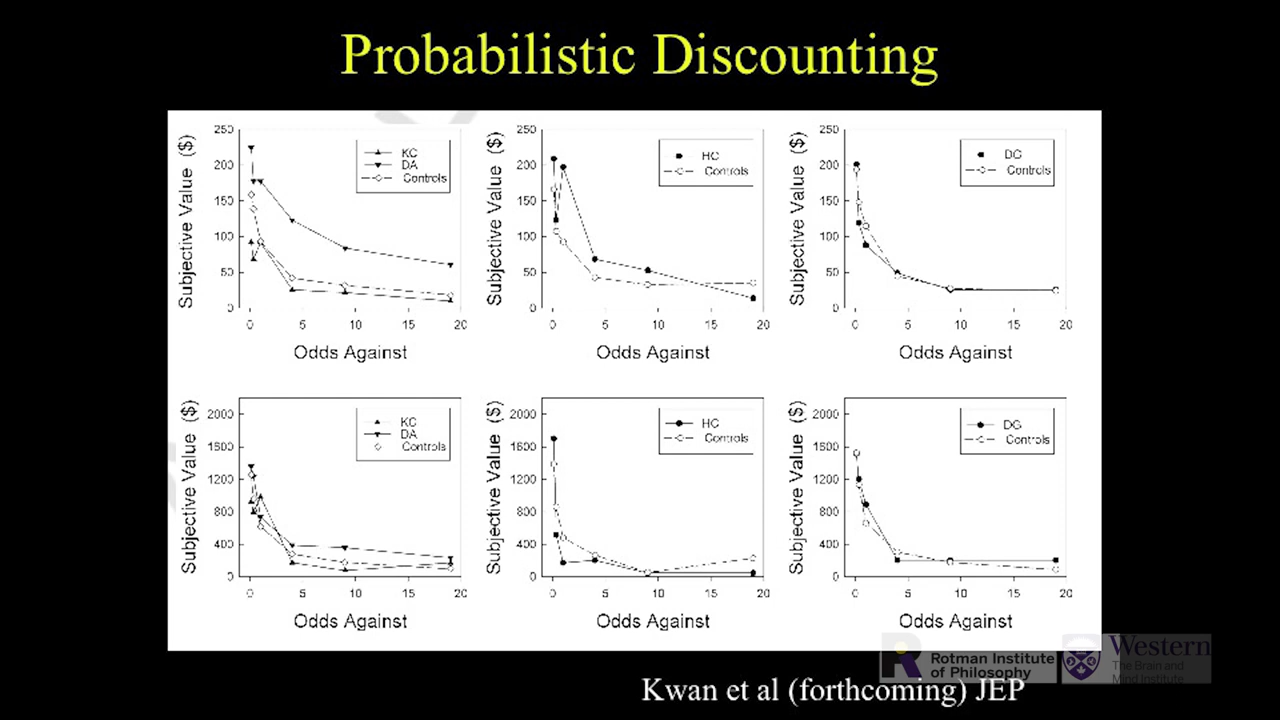 Probabilistic Discounting
250
200
150
100
50
0
Subjective Value ($)
KC
DA
Controls
0 5 10 15 20
Odds Against
250
200
150
100
50
0
Subjective Value ($)
HC
Controls
0 5 10 15 20
Odds Against
250
200
150
100
50
0
Subjective Value ($)
DG
Controls
0 5 10 15 20
Odds Against
2000
1600
1200
800
400
0
Subjective Value ($)
KC
DA
Controls
0 5 10 15 20
Odds Against
2000
1600
1200
800
400
0
Subjective Value ($)
HC
Controls
0 5 10 15 20
Odds Against
2000
1600
1200
800
400
0
Subjective Value ($)
DG
Controls
0 5 10 15 20
Odds Against
Rotman Institute
of Philosophy
Western
The Brain and
Mind Institute
Kwan et al (forthcoming) JEP